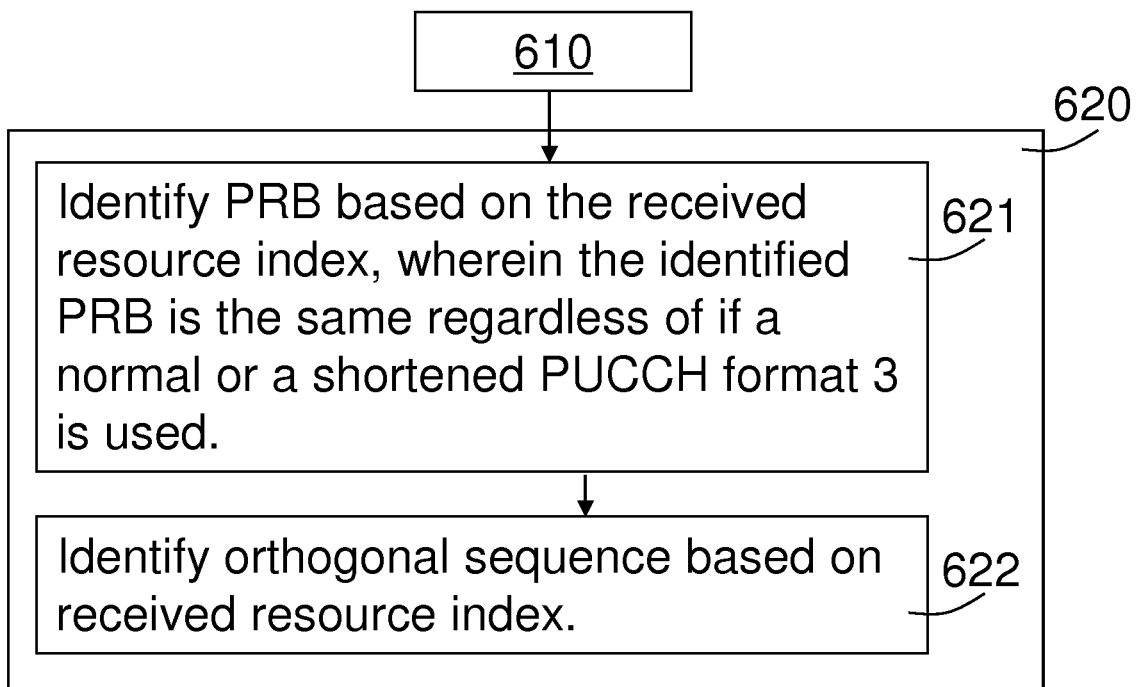 610
620
Identify PRB based on the received
resource index, wherein the identified
PRB is the same regardless of if a
normal or a shortened PUCCH format 3
is used.
621
Identify orthogonal sequence based on
received resource index.
622